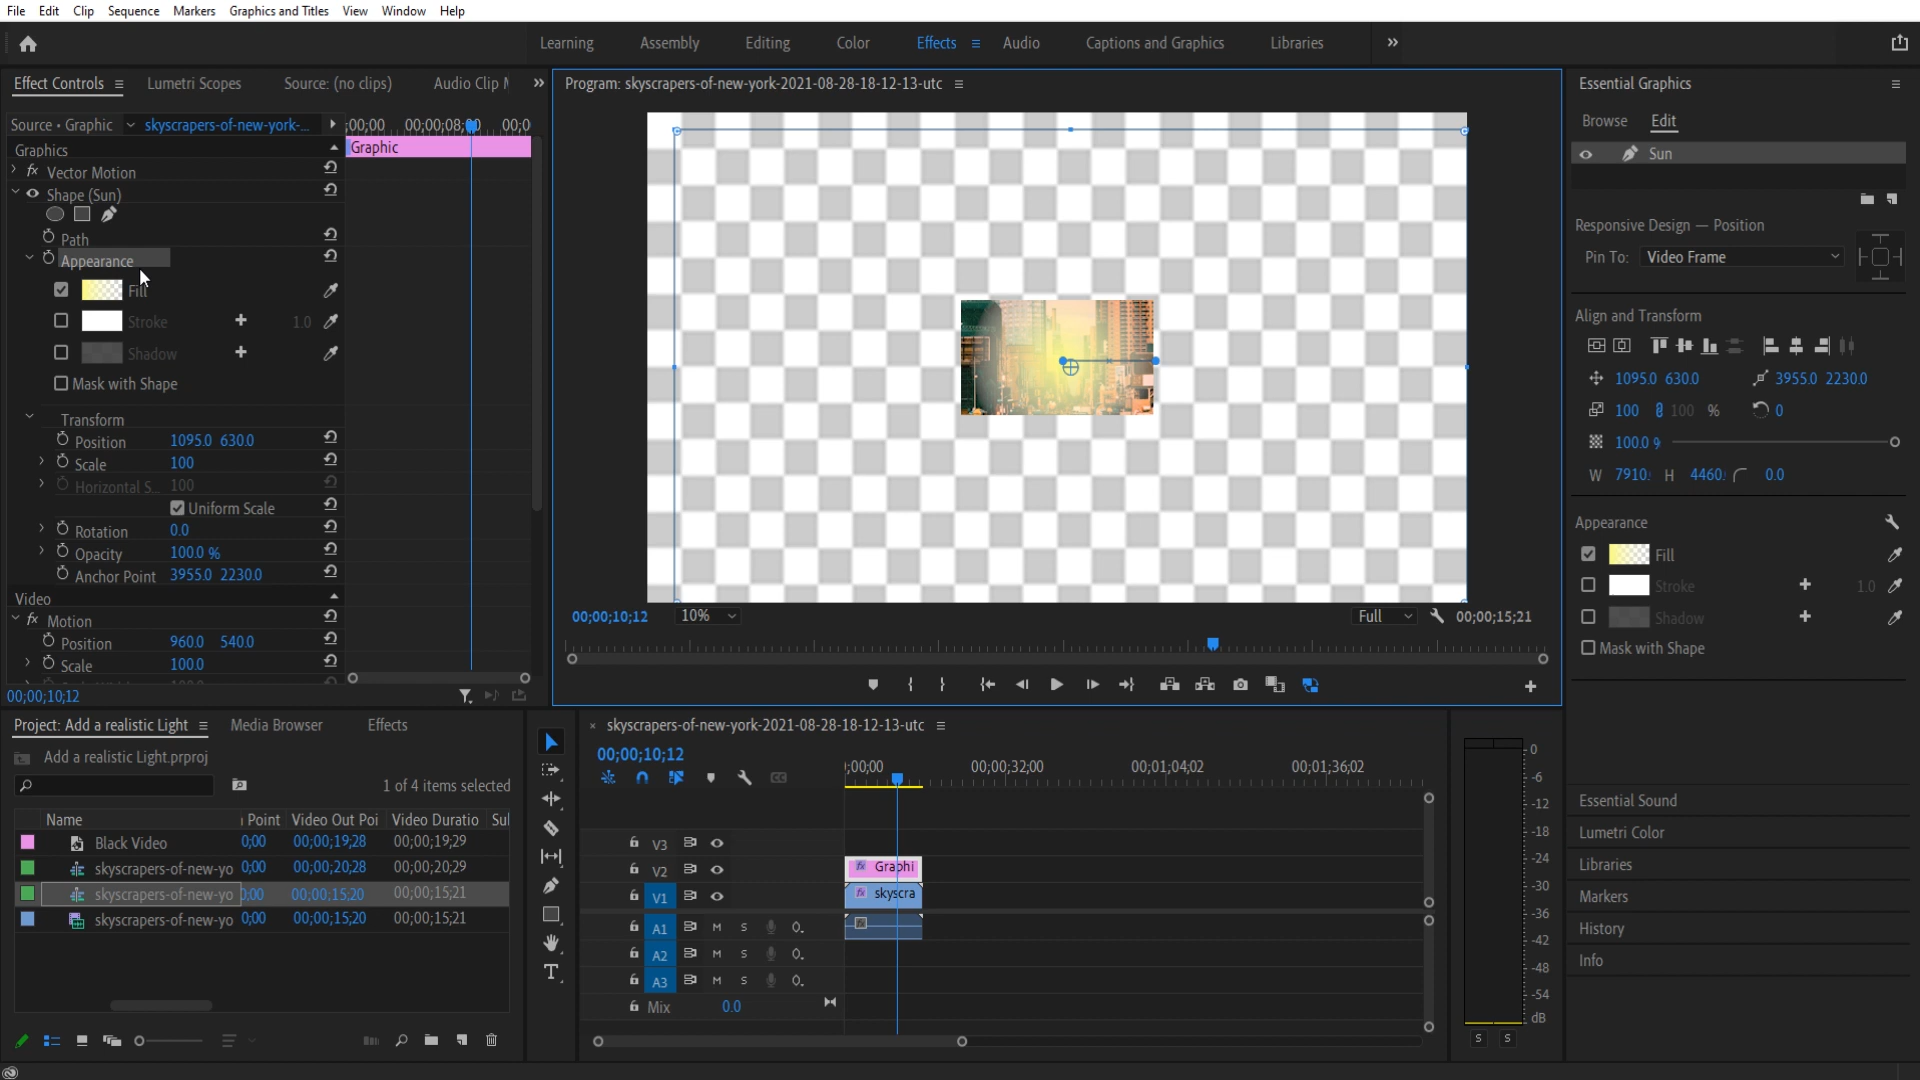 File Edit Clip Sequence Markers Graphics and Titles View Window Help
Learning Assembly Editing Color Effects Audio Captions and Graphics Libraries
Effect Controls Lumetri Scopes Source: (no clips) Audio Clip M
Program: skyscrapers-of-new-york-2021-08-28-18-12-13-utc
Essential Graphics
Browse Edit
Source • Graphic skyscrapers-of-new-york-... ;00;00 00;00;08;00 00;0
Graphics
Graphic
Sun
fx Vector Motion
Shape (Sun)
Path
Appearance
Fill
Stroke 1.0
Shadow
Mask with Shape
Transform
Position 1095.0 630.0
Scale 100
Horizontal S... 100
Uniform Scale
Rotation 0.0
Opacity 100.0 %
Anchor Point 3955.0 2230.0
Video
fx Motion
Position 960.0 540.0
Scale 100.0
00;00;10;12
00;00;10;12 10% Full 00;00;15;21
Responsive Design — Position
Pin To: Video Frame
Align and Transform
1095.0 630.0 3955.0 2230.0
100 100 % 0
100.0 %
W 7910. H 4460. 0.0
Appearance
Fill
Stroke 1.0
Shadow
Mask with Shape
Essential Sound
Lumetri Color
Libraries
Markers
History
Info
Project: Add a realistic Light Media Browser Effects
Add a realistic Light.prproj
1 of 4 items selected
Name Point Video Out Poi Video Duratio Sul
Black Video 0;00 00;00;19;28 00;00;19;29
skyscrapers-of-new-yo 0;00 00;00;20;28 00;00;20;29
skyscrapers-of-new-yo 0;00 00;00;15;20 00;00;15;21
skyscrapers-of-new-yo 0;00 00;00;15;20 00;00;15;21
× skyscrapers-of-new-york-2021-08-28-18-12-13-utc
00;00;10;12
;00;00 00;00;32;00 00;01;04;02 00;01;36;02
V3
V2 fx Graphi
V1 fx skyscra
A1 M S fx
A2 M S
A3 M S
Mix 0.0
0
-6
-12
-18
-24
-30
-36
-42
-48
-54
dB
S S